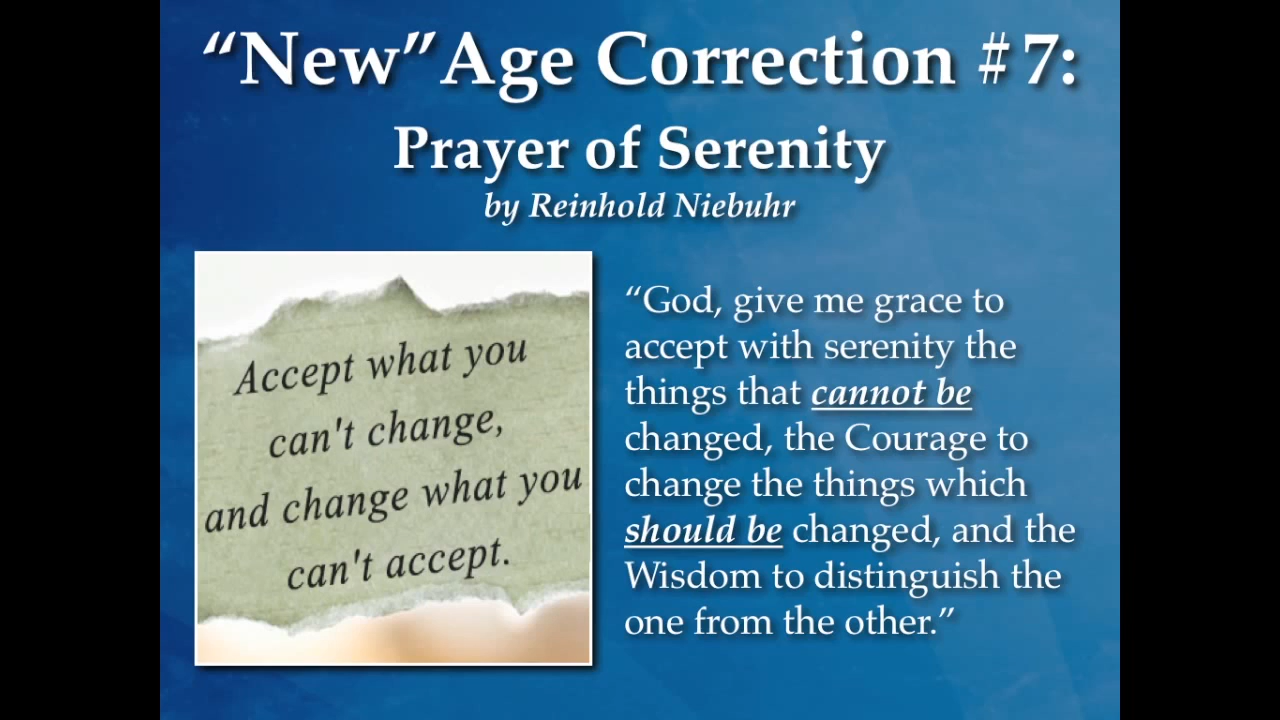 “New”Age Correction #7:
Prayer of Serenity
by Reinhold Niebuhr
Accept what you
can't change,
and change what you
can't accept.
“God, give me grace to
accept with serenity the
things that cannot be
changed, the Courage to
change the things which
should be changed, and the
Wisdom to distinguish the
one from the other.”